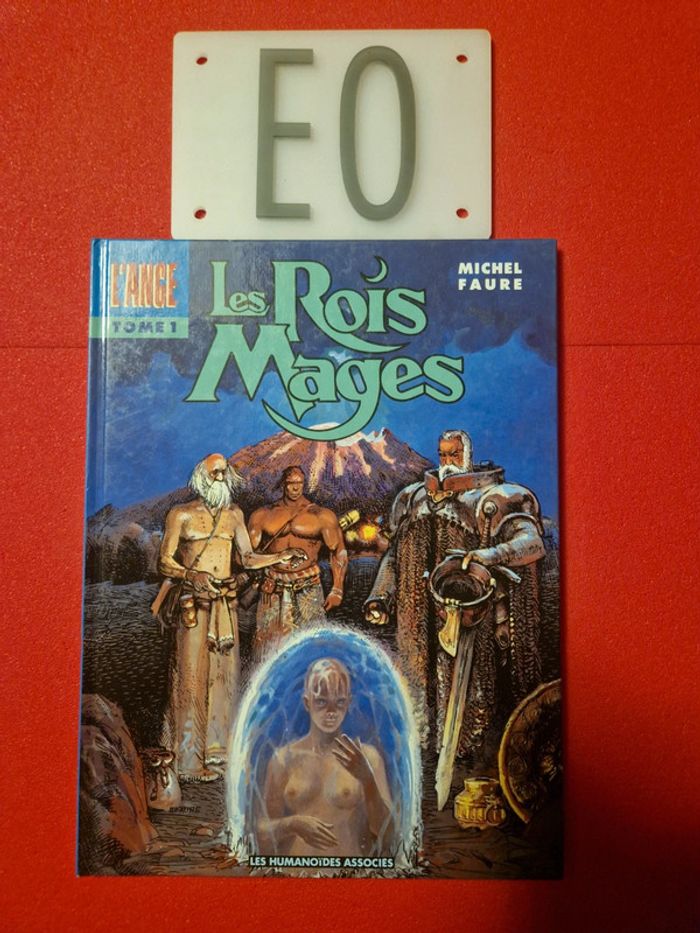 EO
L'ANGE
TOME 1
Les Rois
Mages
MICHEL
FAURE
LES HUMANOÏDES ASSOCIÉS